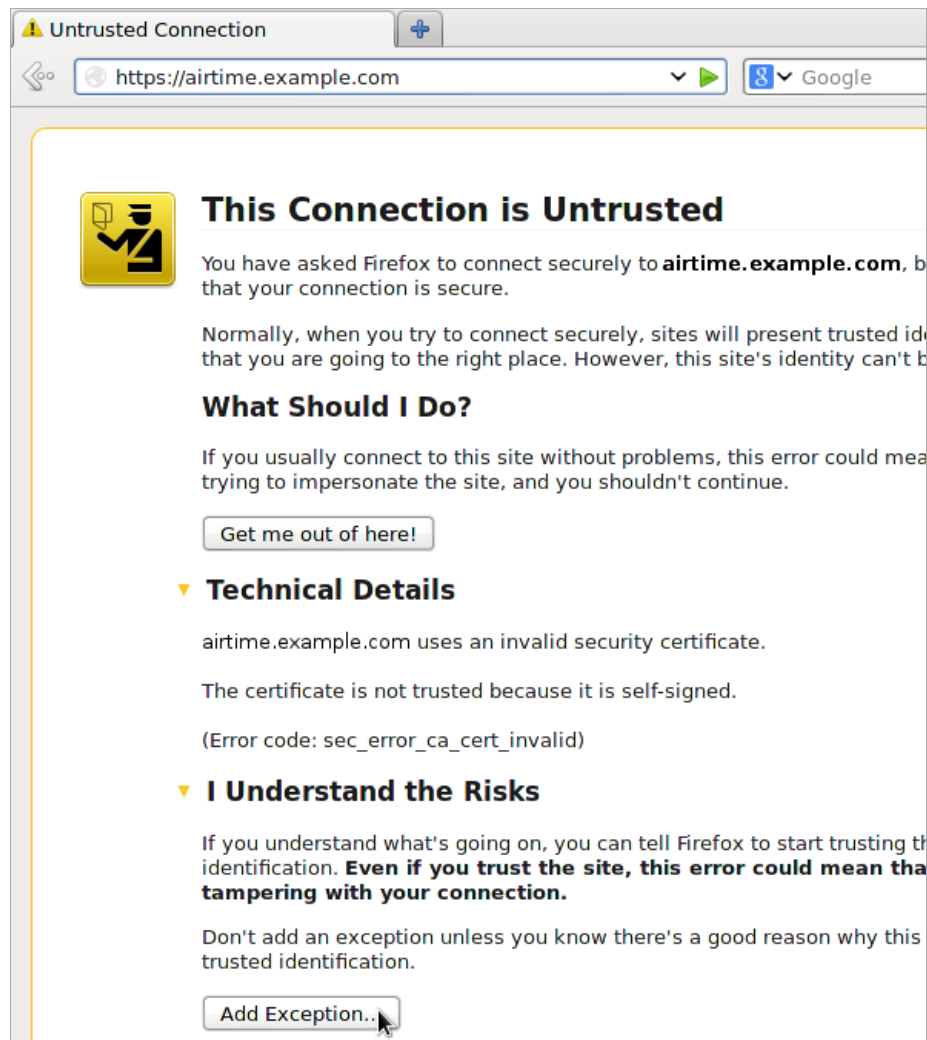 Untrusted Connection
https://airtime.example.com
Google
This Connection is Untrusted
You have asked Firefox to connect securely to airtime.example.com, b
that your connection is secure.
Normally, when you try to connect securely, sites will present trusted ide
that you are going to the right place. However, this site's identity can't b
What Should I Do?
If you usually connect to this site without problems, this error could mea
trying to impersonate the site, and you shouldn't continue.
Get me out of here!
Technical Details
airtime.example.com uses an invalid security certificate.
The certificate is not trusted because it is self-signed.
(Error code: sec_error_ca_cert_invalid)
I Understand the Risks
If you understand what's going on, you can tell Firefox to start trusting th
identification. Even if you trust the site, this error could mean tha
tampering with your connection.
Don't add an exception unless you know there's a good reason why this
trusted identification.
Add Exception...